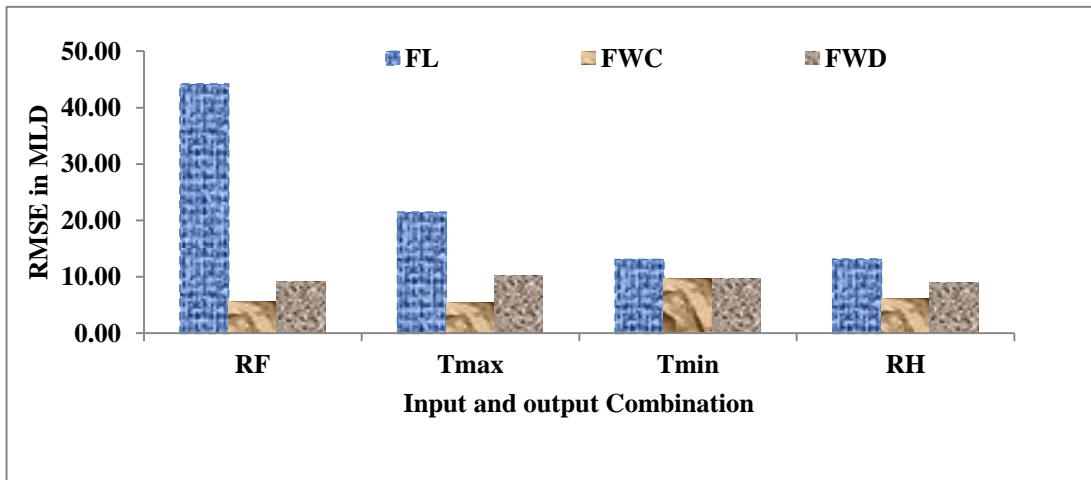 50.00
40.00
30.00
20.00
10.00
0.00
RMSE in MLD
FL FWC FWD
RF Tmax Tmin RH
Input and output Combination